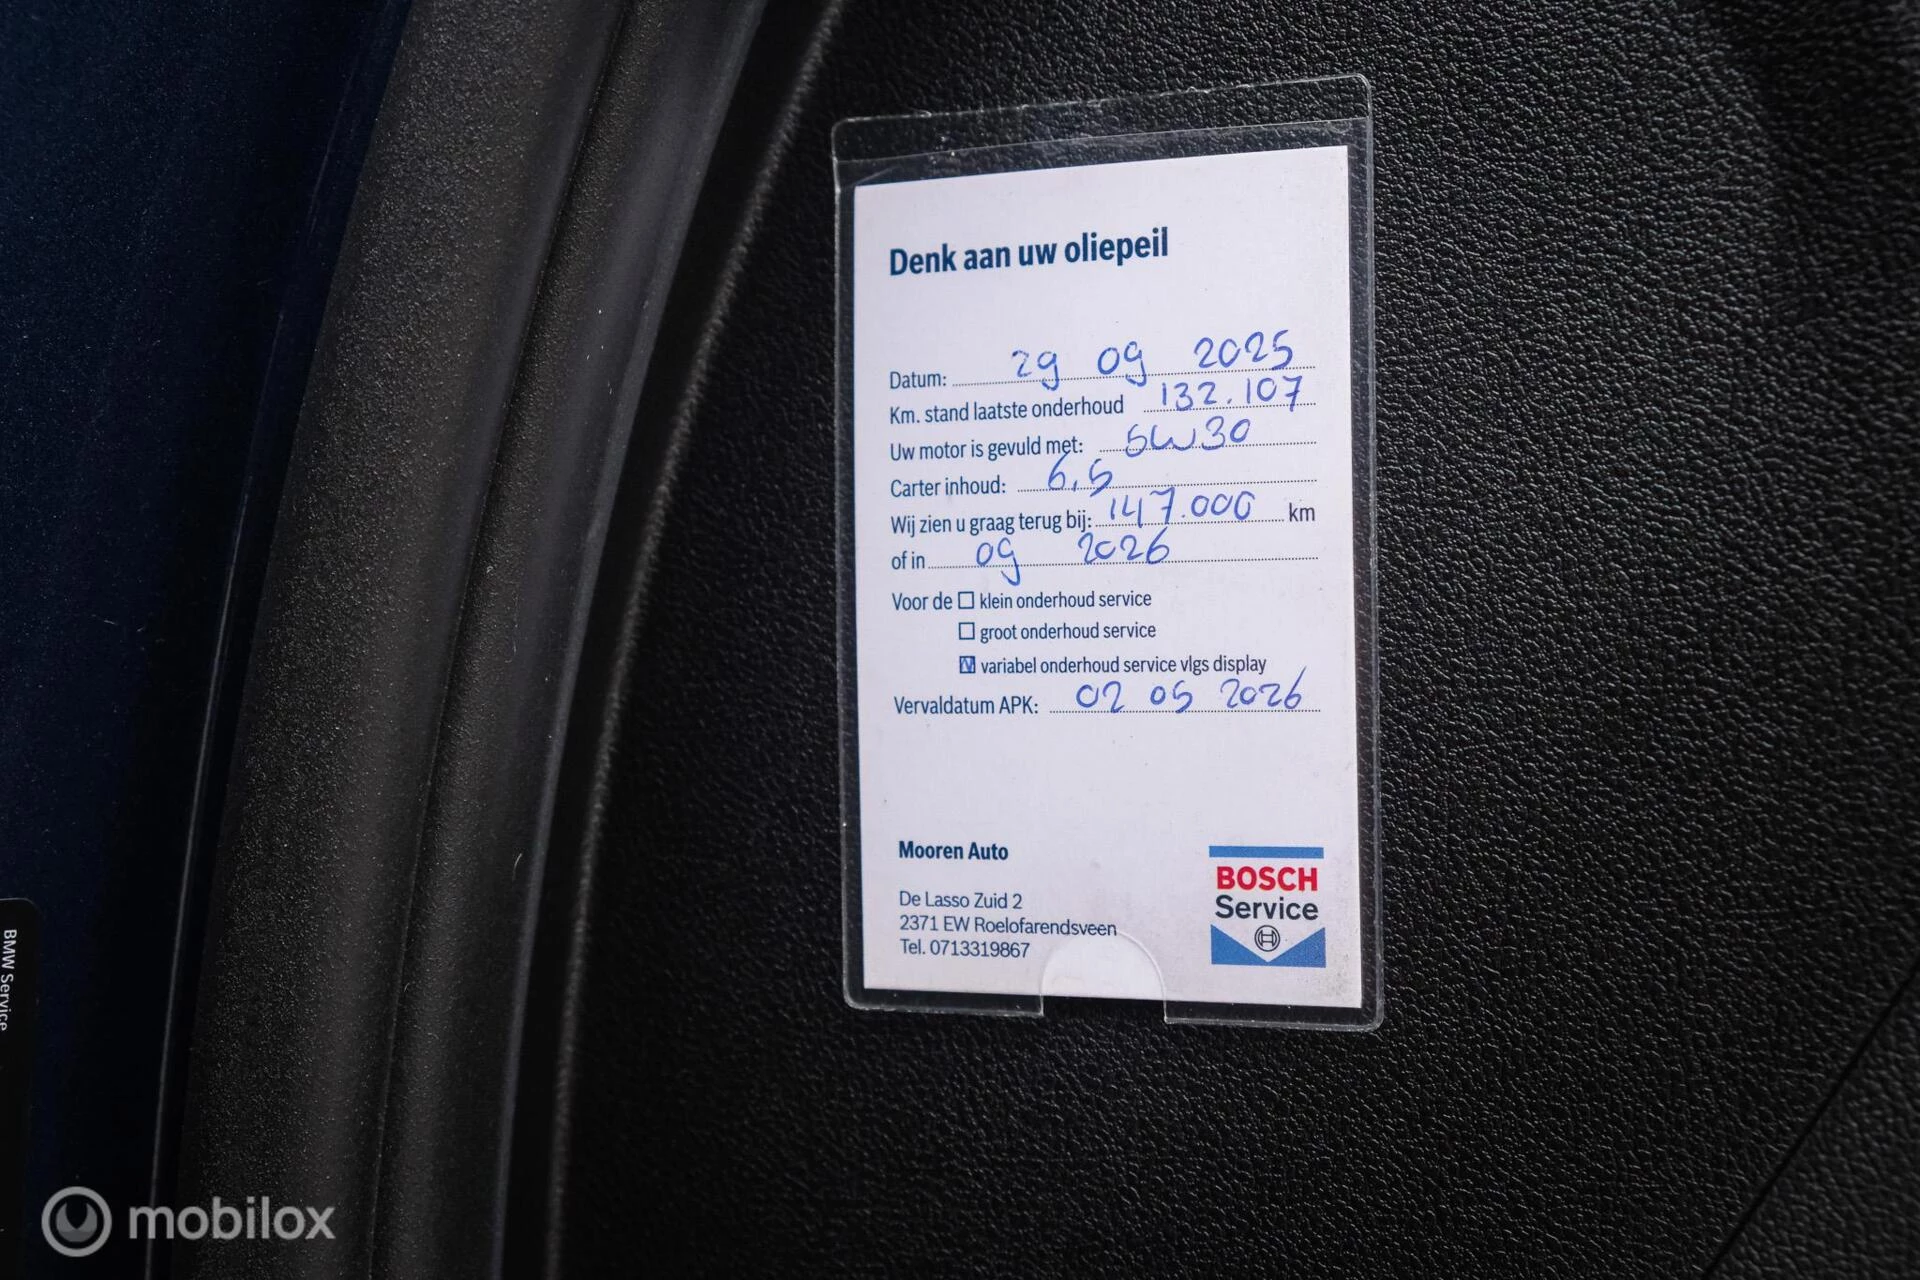 Denk aan uw oliepeil
Datum: 29 09 2025
Km. stand laatste onderhoud 132.107
Uw motor is gevuld met: 5W30
Carter inhoud: 6,5
Wij zien u graag terug bij: 147.000 km
of in 09 2026
Voor de klein onderhoud service
groot onderhoud service
variabel onderhoud service vlgs display
Vervaldatum APK: 02 05 2026
Mooren Auto
De Lasso Zuid 2
2371 EW Roelofarendsveen
Tel. 0713319867
BOSCH
Service
BMW Service
mobilox